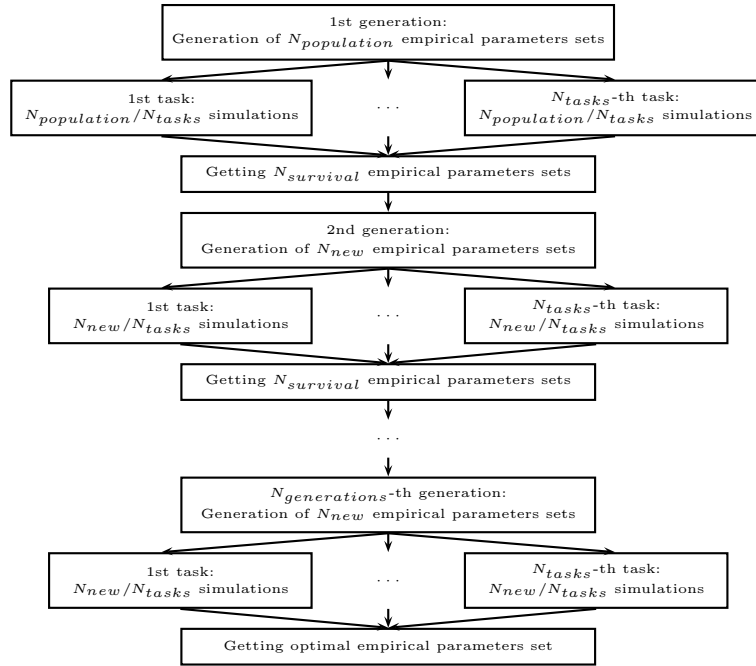 1st generation:
Generation of N_population empirical parameters sets
1st task:
N_population/N_tasks simulations
. . .
N_tasks-th task:
N_population/N_tasks simulations
Getting N_survival empirical parameters sets
2nd generation:
Generation of N_new empirical parameters sets
1st task:
N_new/N_tasks simulations
. . .
N_tasks-th task:
N_new/N_tasks simulations
Getting N_survival empirical parameters sets
. . .
N_generations-th generation:
Generation of N_new empirical parameters sets
1st task:
N_new/N_tasks simulations
. . .
N_tasks-th task:
N_new/N_tasks simulations
Getting optimal empirical parameters set